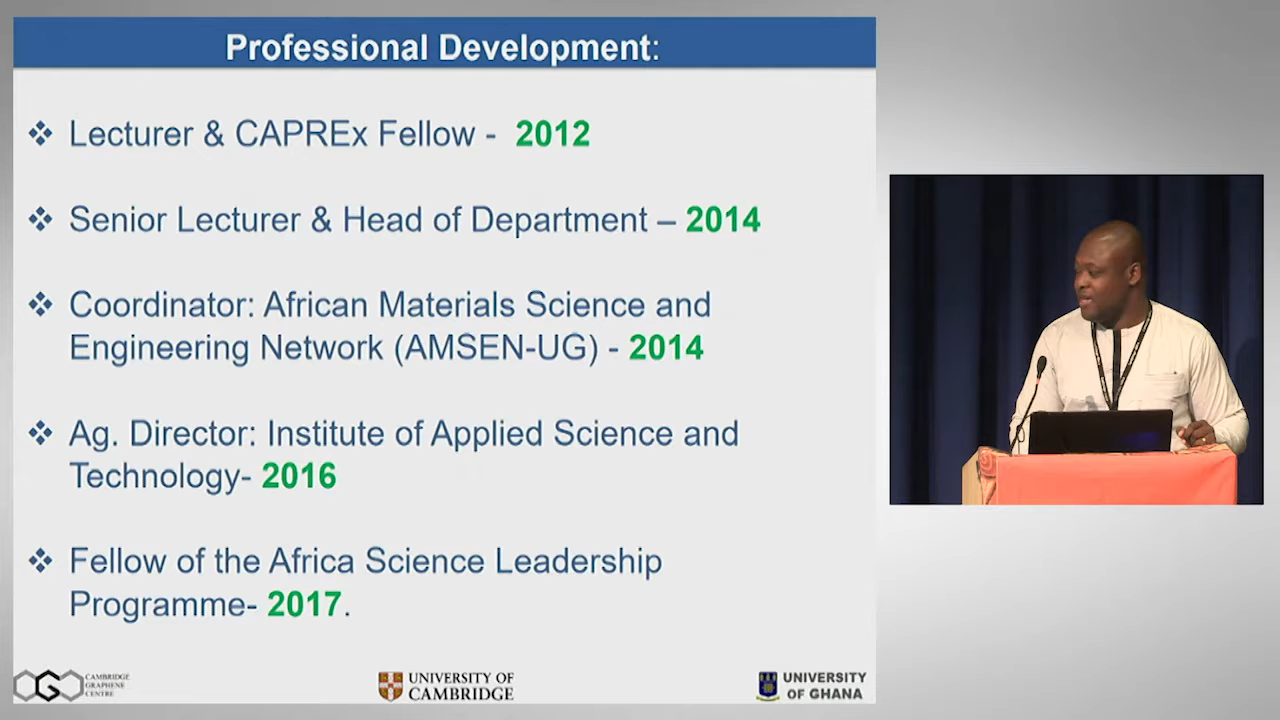 Professional Development:
❖ Lecturer & CAPREx Fellow - 2012
❖ Senior Lecturer & Head of Department – 2014
❖ Coordinator: African Materials Science and
Engineering Network (AMSEN-UG) - 2014
❖ Ag. Director: Institute of Applied Science and
Technology- 2016
❖ Fellow of the Africa Science Leadership
Programme- 2017.
CAMBRIDGE
GRAPHENE
CENTRE
UNIVERSITY OF
CAMBRIDGE
UNIVERSITY
OF GHANA